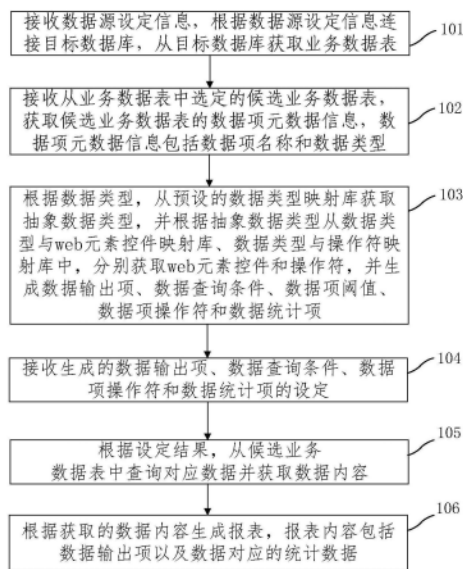 接收数据源设定信息，根据数据源设定信息连
接目标数据库，从目标数据库获取业务数据表
101
接收从业务数据表中选定的候选业务数据表，
获取候选业务数据表的数据项元数据信息，数
据项元数据信息包括数据项名称和数据类型
102
根据数据类型，从预设的数据类型映射库获取
抽象数据类型，并根据抽象数据类型从数据类
型与web元素控件映射库、数据类型与操作符映
射库中，分别获取web元素控件和操作符，并生
成数据输出项、数据查询条件、数据项阈值、
数据项操作符和数据统计项
103
接收生成的数据输出项、数据查询条件、数据
项操作符和数据统计项的设定
104
根据设定结果，从候选业务
数据表中查询对应数据并获取数据内容
105
根据获取的数据内容生成报表，报表内容包括
数据输出项以及数据对应的统计数据
106